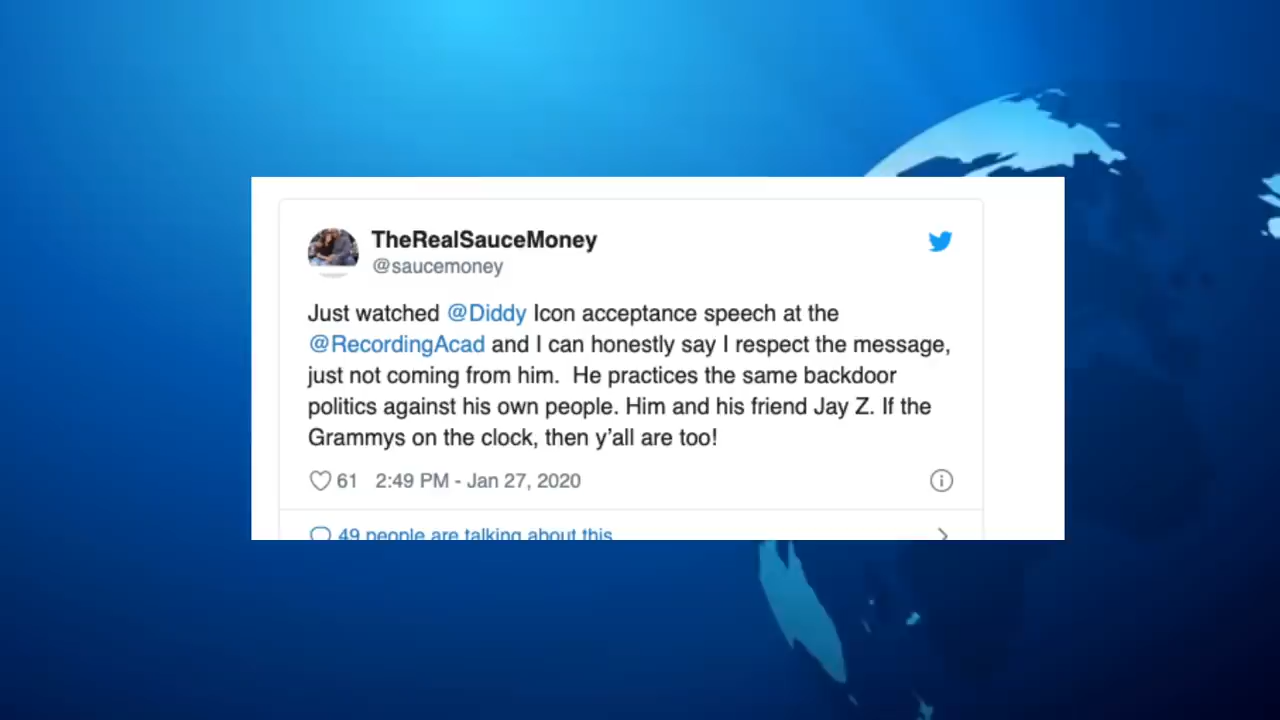 TheRealSauceMoney
@saucemoney
Just watched @Diddy Icon acceptance speech at the
@RecordingAcad and I can honestly say I respect the message,
just not coming from him.  He practices the same backdoor
politics against his own people. Him and his friend Jay Z. If the
Grammys on the clock, then y’all are too!
61 2:49 PM - Jan 27, 2020
49 people are talking about this